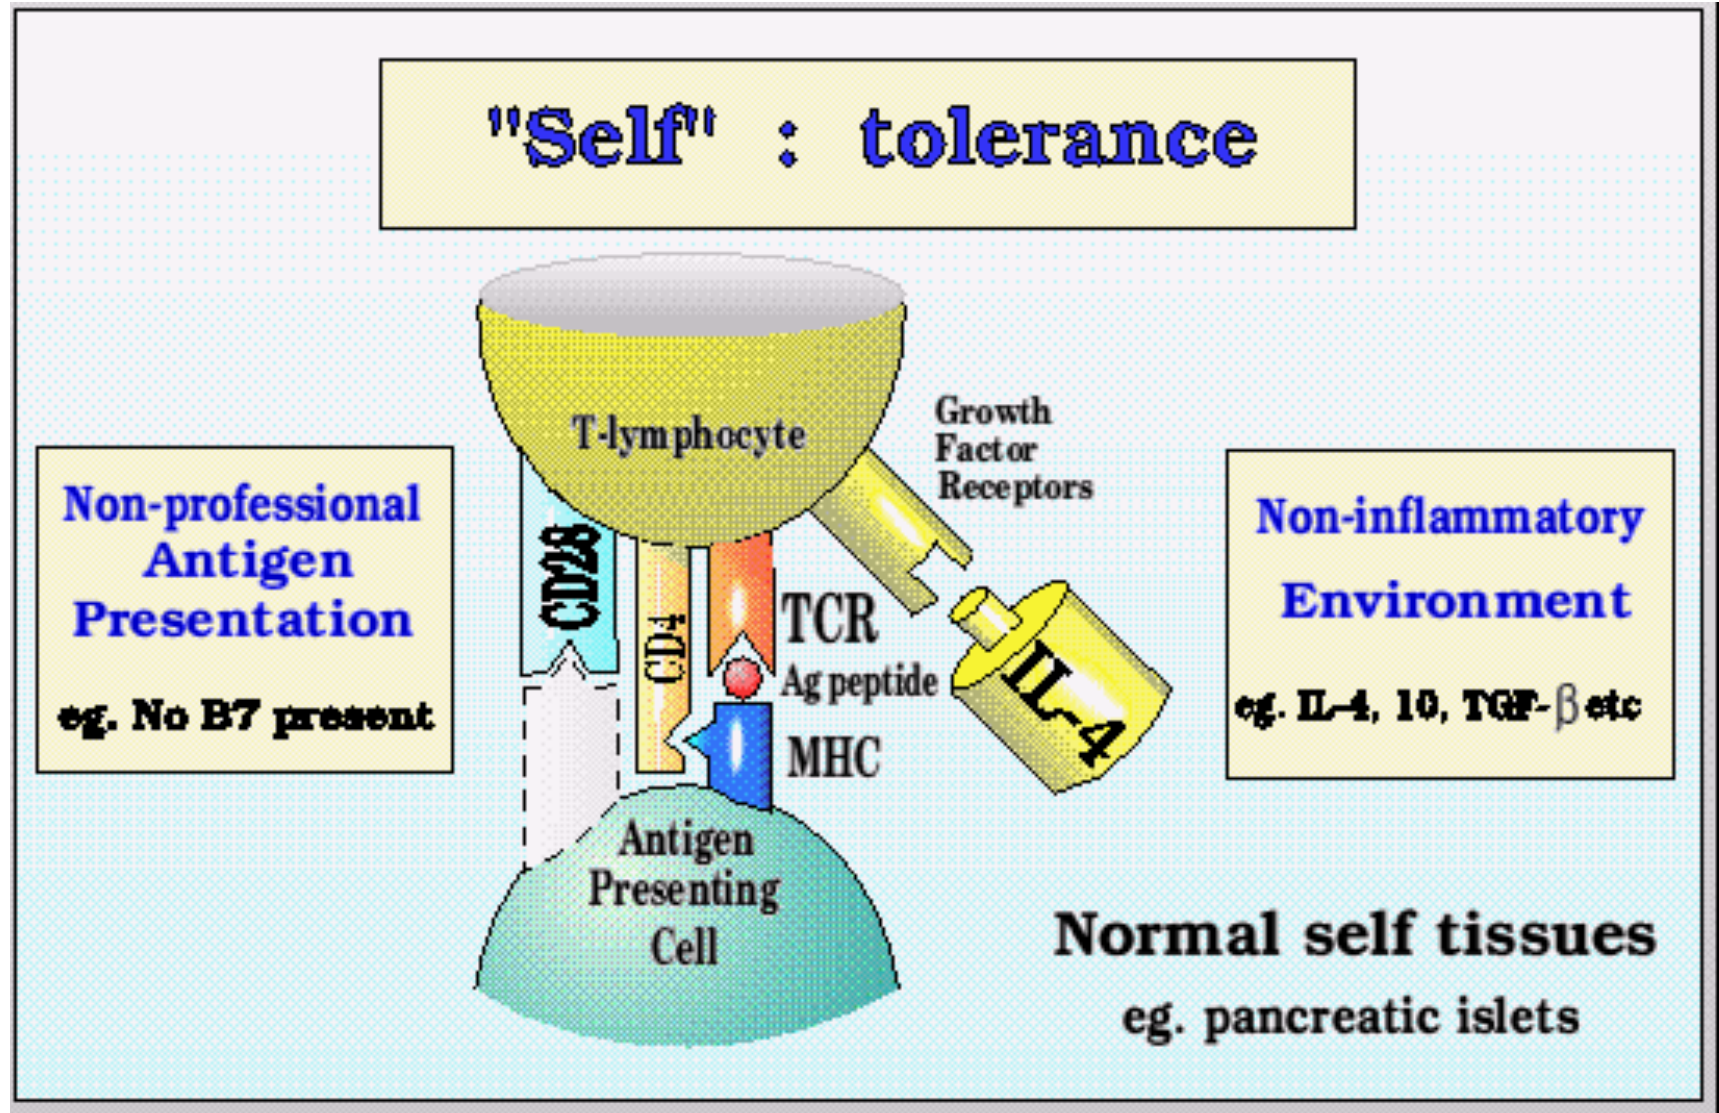 "Self" : tolerance
T-lymphocyte
Growth
Factor
Receptors
Non-professional
Antigen
Presentation
eg. No B7 present
CD28
CD4
TCR
Ag peptide
MHC
IL-4
Non-inflammatory
Environment
eg. IL-4, 10, TGF-β etc
Antigen
Presenting
Cell
Normal self tissues
eg. pancreatic islets